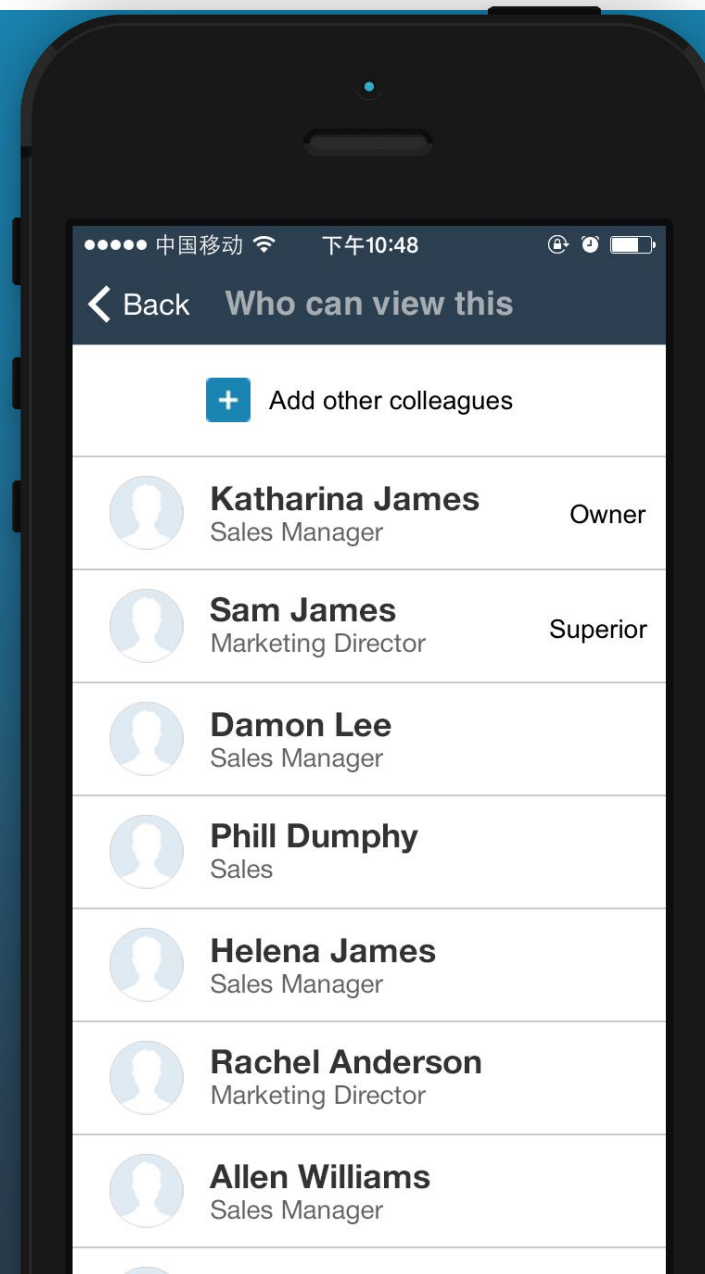 中国移动 下午10:48
Back Who can view this
Add other colleagues
Katharina James
Sales Manager
Owner
Sam James
Marketing Director
Superior
Damon Lee
Sales Manager
Phill Dumphy
Sales
Helena James
Sales Manager
Rachel Anderson
Marketing Director
Allen Williams
Sales Manager